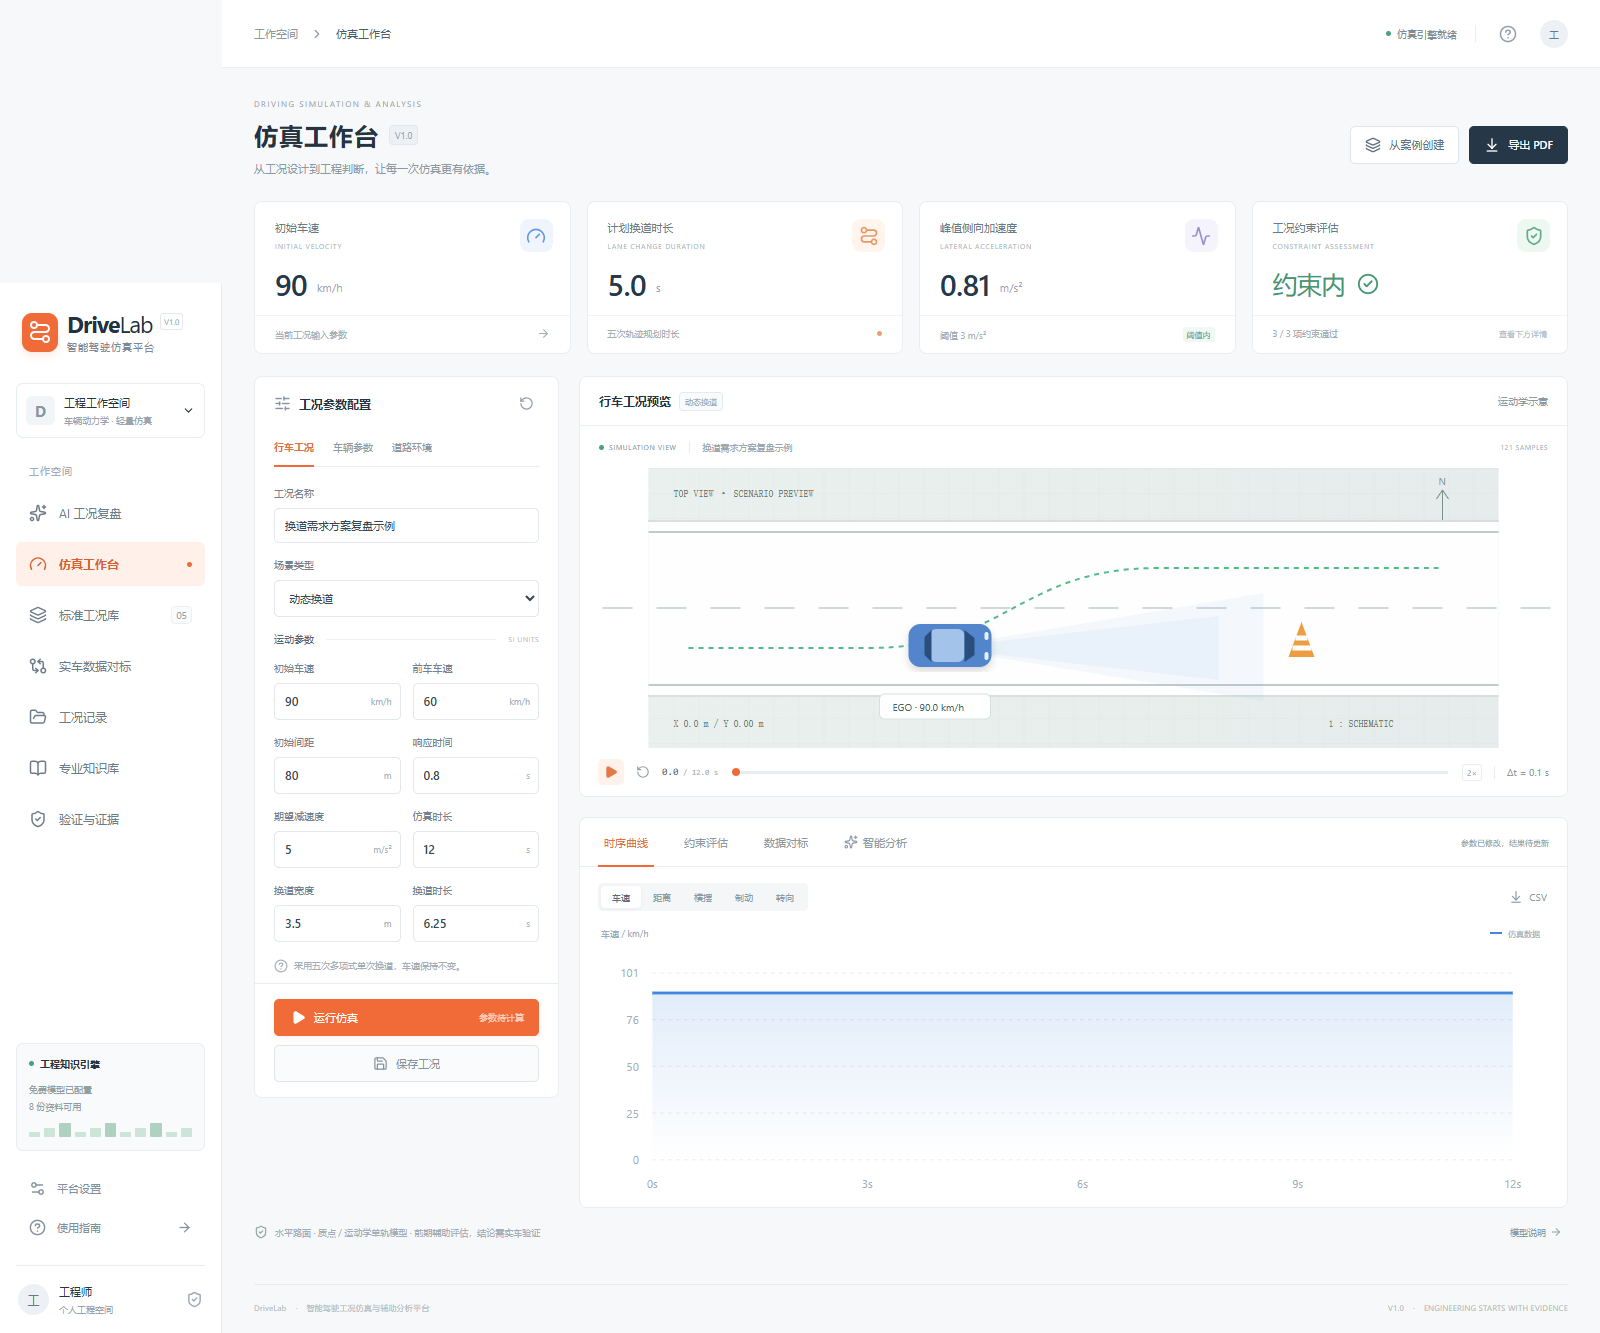 工作空间 > 仿真工作台
仿真引擎就绪
工
DRIVING SIMULATION & ANALYSIS
仿真工作台 V1.0
从工况设计到工程判断，让每一次仿真更有依据。
从案例创建
导出 PDF
初始车速
INITIAL VELOCITY
90 km/h
当前工况输入参数
计划换道时长
LANE CHANGE DURATION
5.0 s
五次轨迹规划时长
峰值侧向加速度
LATERAL ACCELERATION
0.81 m/s²
阈值 3 m/s²
阈值内
工况约束评估
CONSTRAINT ASSESSMENT
约束内
3 / 3 项约束通过
查看下方详情
DriveLab V1.0
智能驾驶仿真平台
D
工程工作空间
车辆动力学 · 轻量仿真
工作空间
AI 工况复盘
仿真工作台
标准工况库 05
实车数据对标
工况记录
专业知识库
验证与证据
工程知识引擎
免费模型已配置
8 份资料可用
平台设置
使用指南
工
工程师
个人工程空间
工况参数配置
行车工况 车辆参数 道路环境
工况名称
换道需求方案复盘示例
场景类型
动态换道
运动参数 SI UNITS
初始车速 前车车速
90 km/h 60 km/h
初始间距 响应时间
80 m 0.8 s
期望减速度 仿真时长
5 m/s² 12 s
换道宽度 换道时长
3.5 m 6.25 s
采用五次多项式单次换道，车速保持不变。
运行仿真 参数待计算
保存工况
行车工况预览 动态换道
运动学示意
SIMULATION VIEW 换道需求方案复盘示例
121 SAMPLES
TOP VIEW • SCENARIO PREVIEW
N
EGO · 90.0 km/h
X 0.0 m / Y 0.00 m
1 : SCHEMATIC
0.0 / 12.0 s
2×
Δt = 0.1 s
时序曲线 约束评估 数据对标 智能分析
参数已修改，结果待更新
车速 距离 横摆 制动 转向
CSV
车速 / km/h
仿真数据
101
76
50
25
0
0s 3s 6s 9s 12s
水平路面 · 质点 / 运动学单轨模型 · 前期辅助评估，结论需实车验证
模型说明
DriveLab · 智能驾驶工况仿真与辅助分析平台
V1.0 · ENGINEERING STARTS WITH EVIDENCE